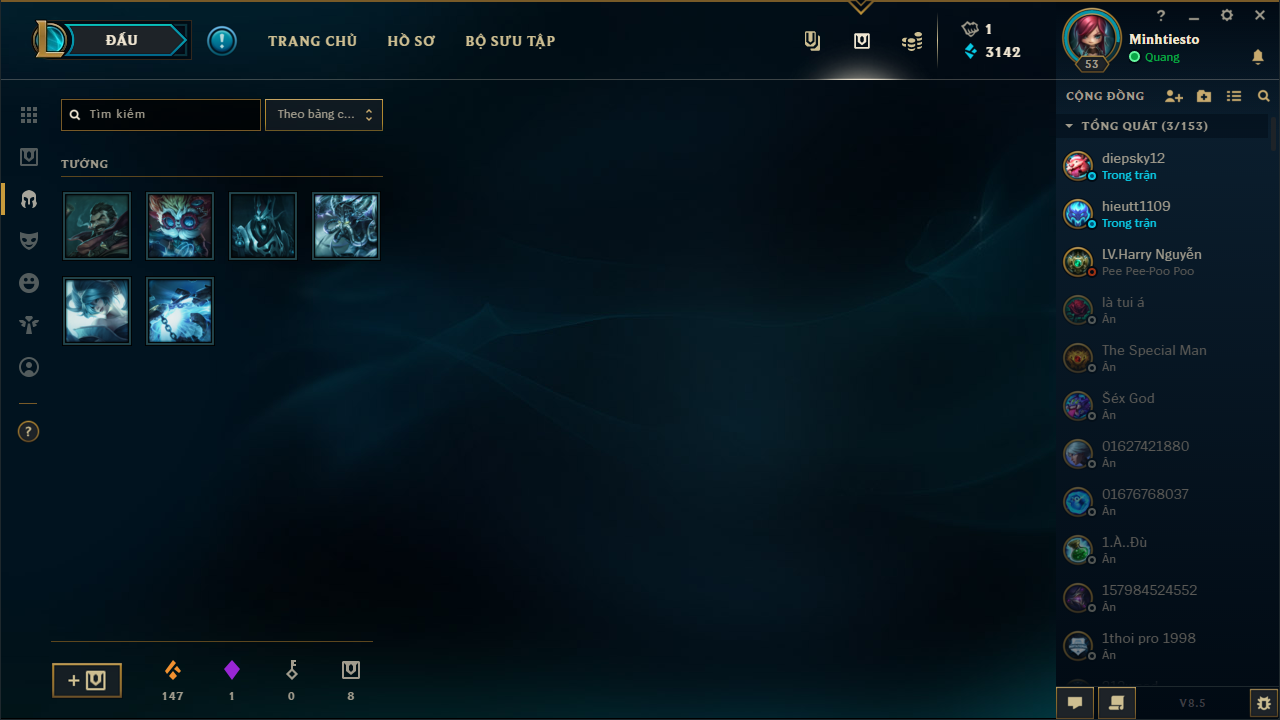 ĐẤU
TRANG CHỦ
HỒ SƠ
BỘ SƯU TẬP
1
3142
?
53
Minhtiesto
Quang
Tìm kiếm
Theo bảng c...
TƯỚNG
?
147
1
0
8
CỘNG ĐỒNG
TỔNG QUÁT (3/153)
diepsky12
Trong trận
hieutt1109
Trong trận
LV.Harry Nguyễn
Pee Pee-Poo Poo
là tui á
Ẩn
The Special Man
Ẩn
Šéx God
Ẩn
01627421880
Ẩn
01676768037
Ẩn
1.À..Đù
Ẩn
157984524552
Ẩn
1thoi pro 1998
Ẩn
V8.5